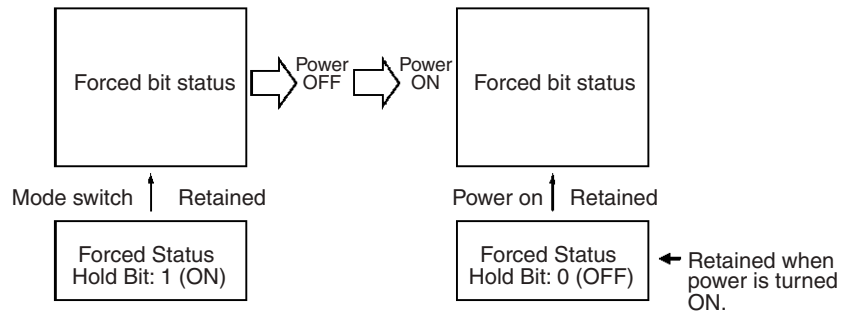 Forced bit status
Power
OFF
Power
ON
Forced bit status
Mode switch
Retained
Power on
Retained
Forced Status
Hold Bit: 1 (ON)
Forced Status
Hold Bit: 0 (OFF)
Retained when
power is turned
ON.